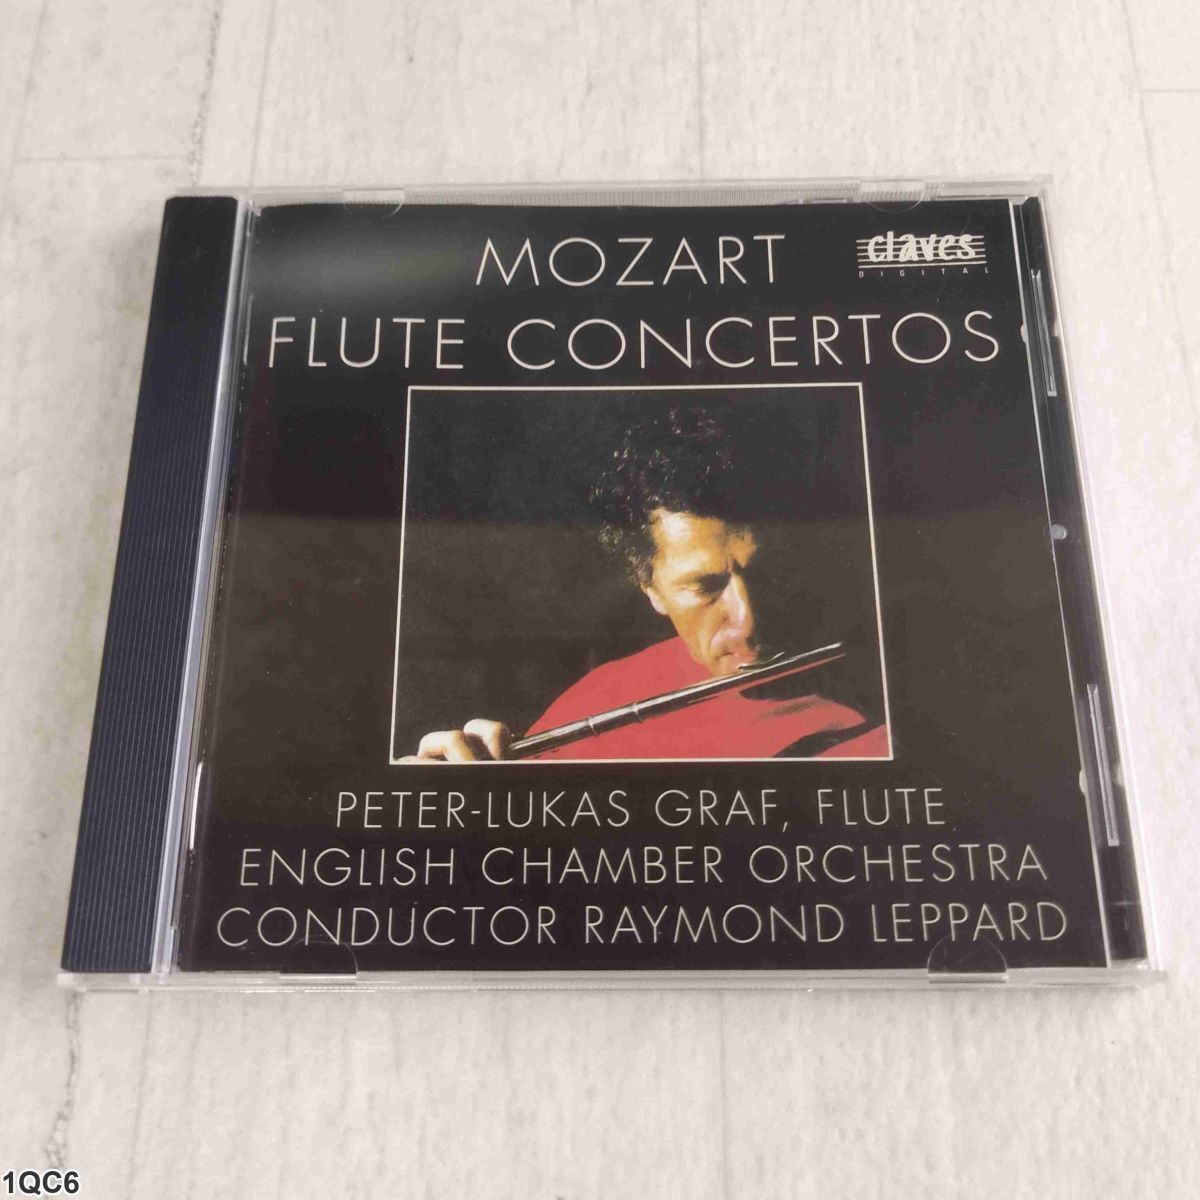 MOZART
claves
DIGITAL
FLUTE CONCERTOS
PETER-LUKAS GRAF, FLUTE
ENGLISH CHAMBER ORCHESTRA
CONDUCTOR RAYMOND LEPPARD
1QC6